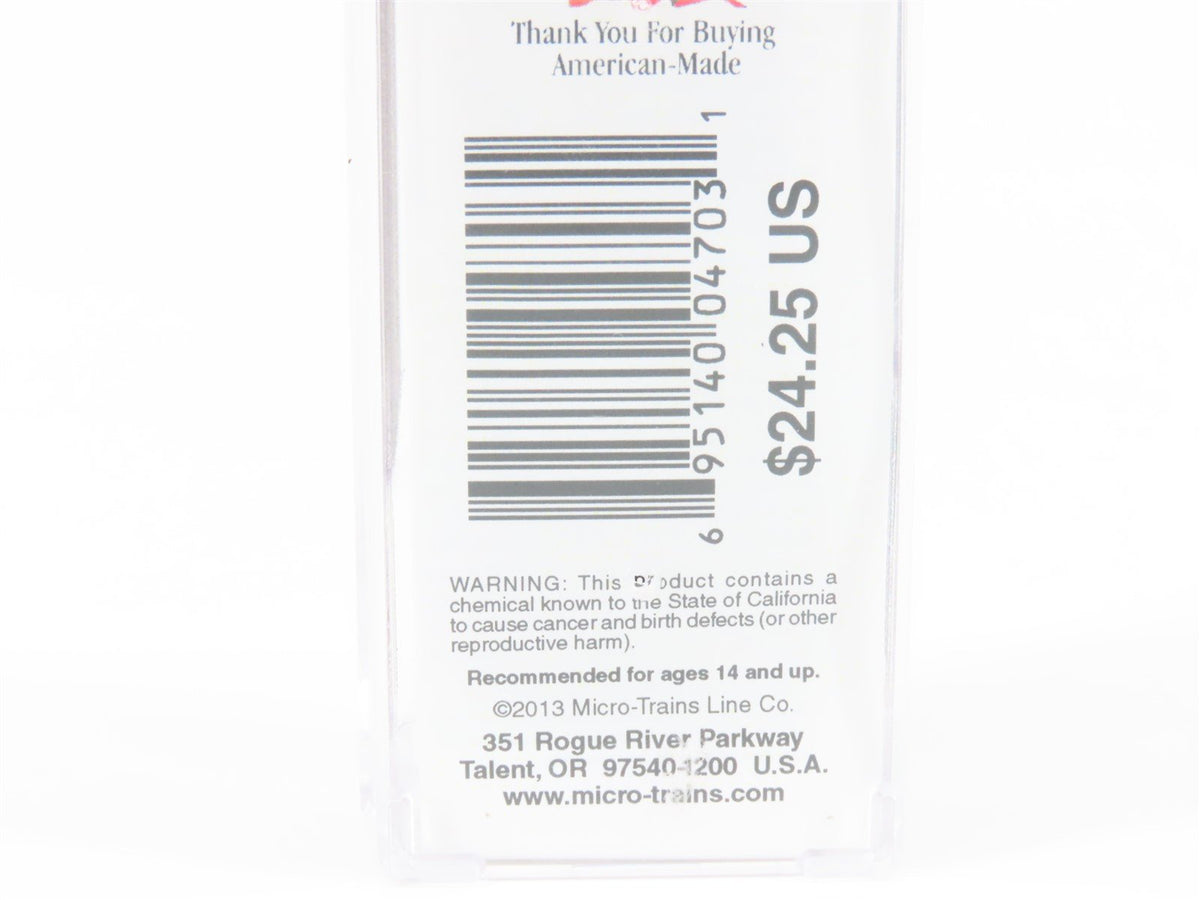 Thank You For Buying
American-Made
6 95140 04703 1
$24.25 US
WARNING: This product contains a
chemical known to the State of California
to cause cancer and birth defects (or other
reproductive harm).
Recommended for ages 14 and up.
©2013 Micro-Trains Line Co.
351 Rogue River Parkway
Talent, OR 97540-1200 U.S.A.
www.micro-trains.com